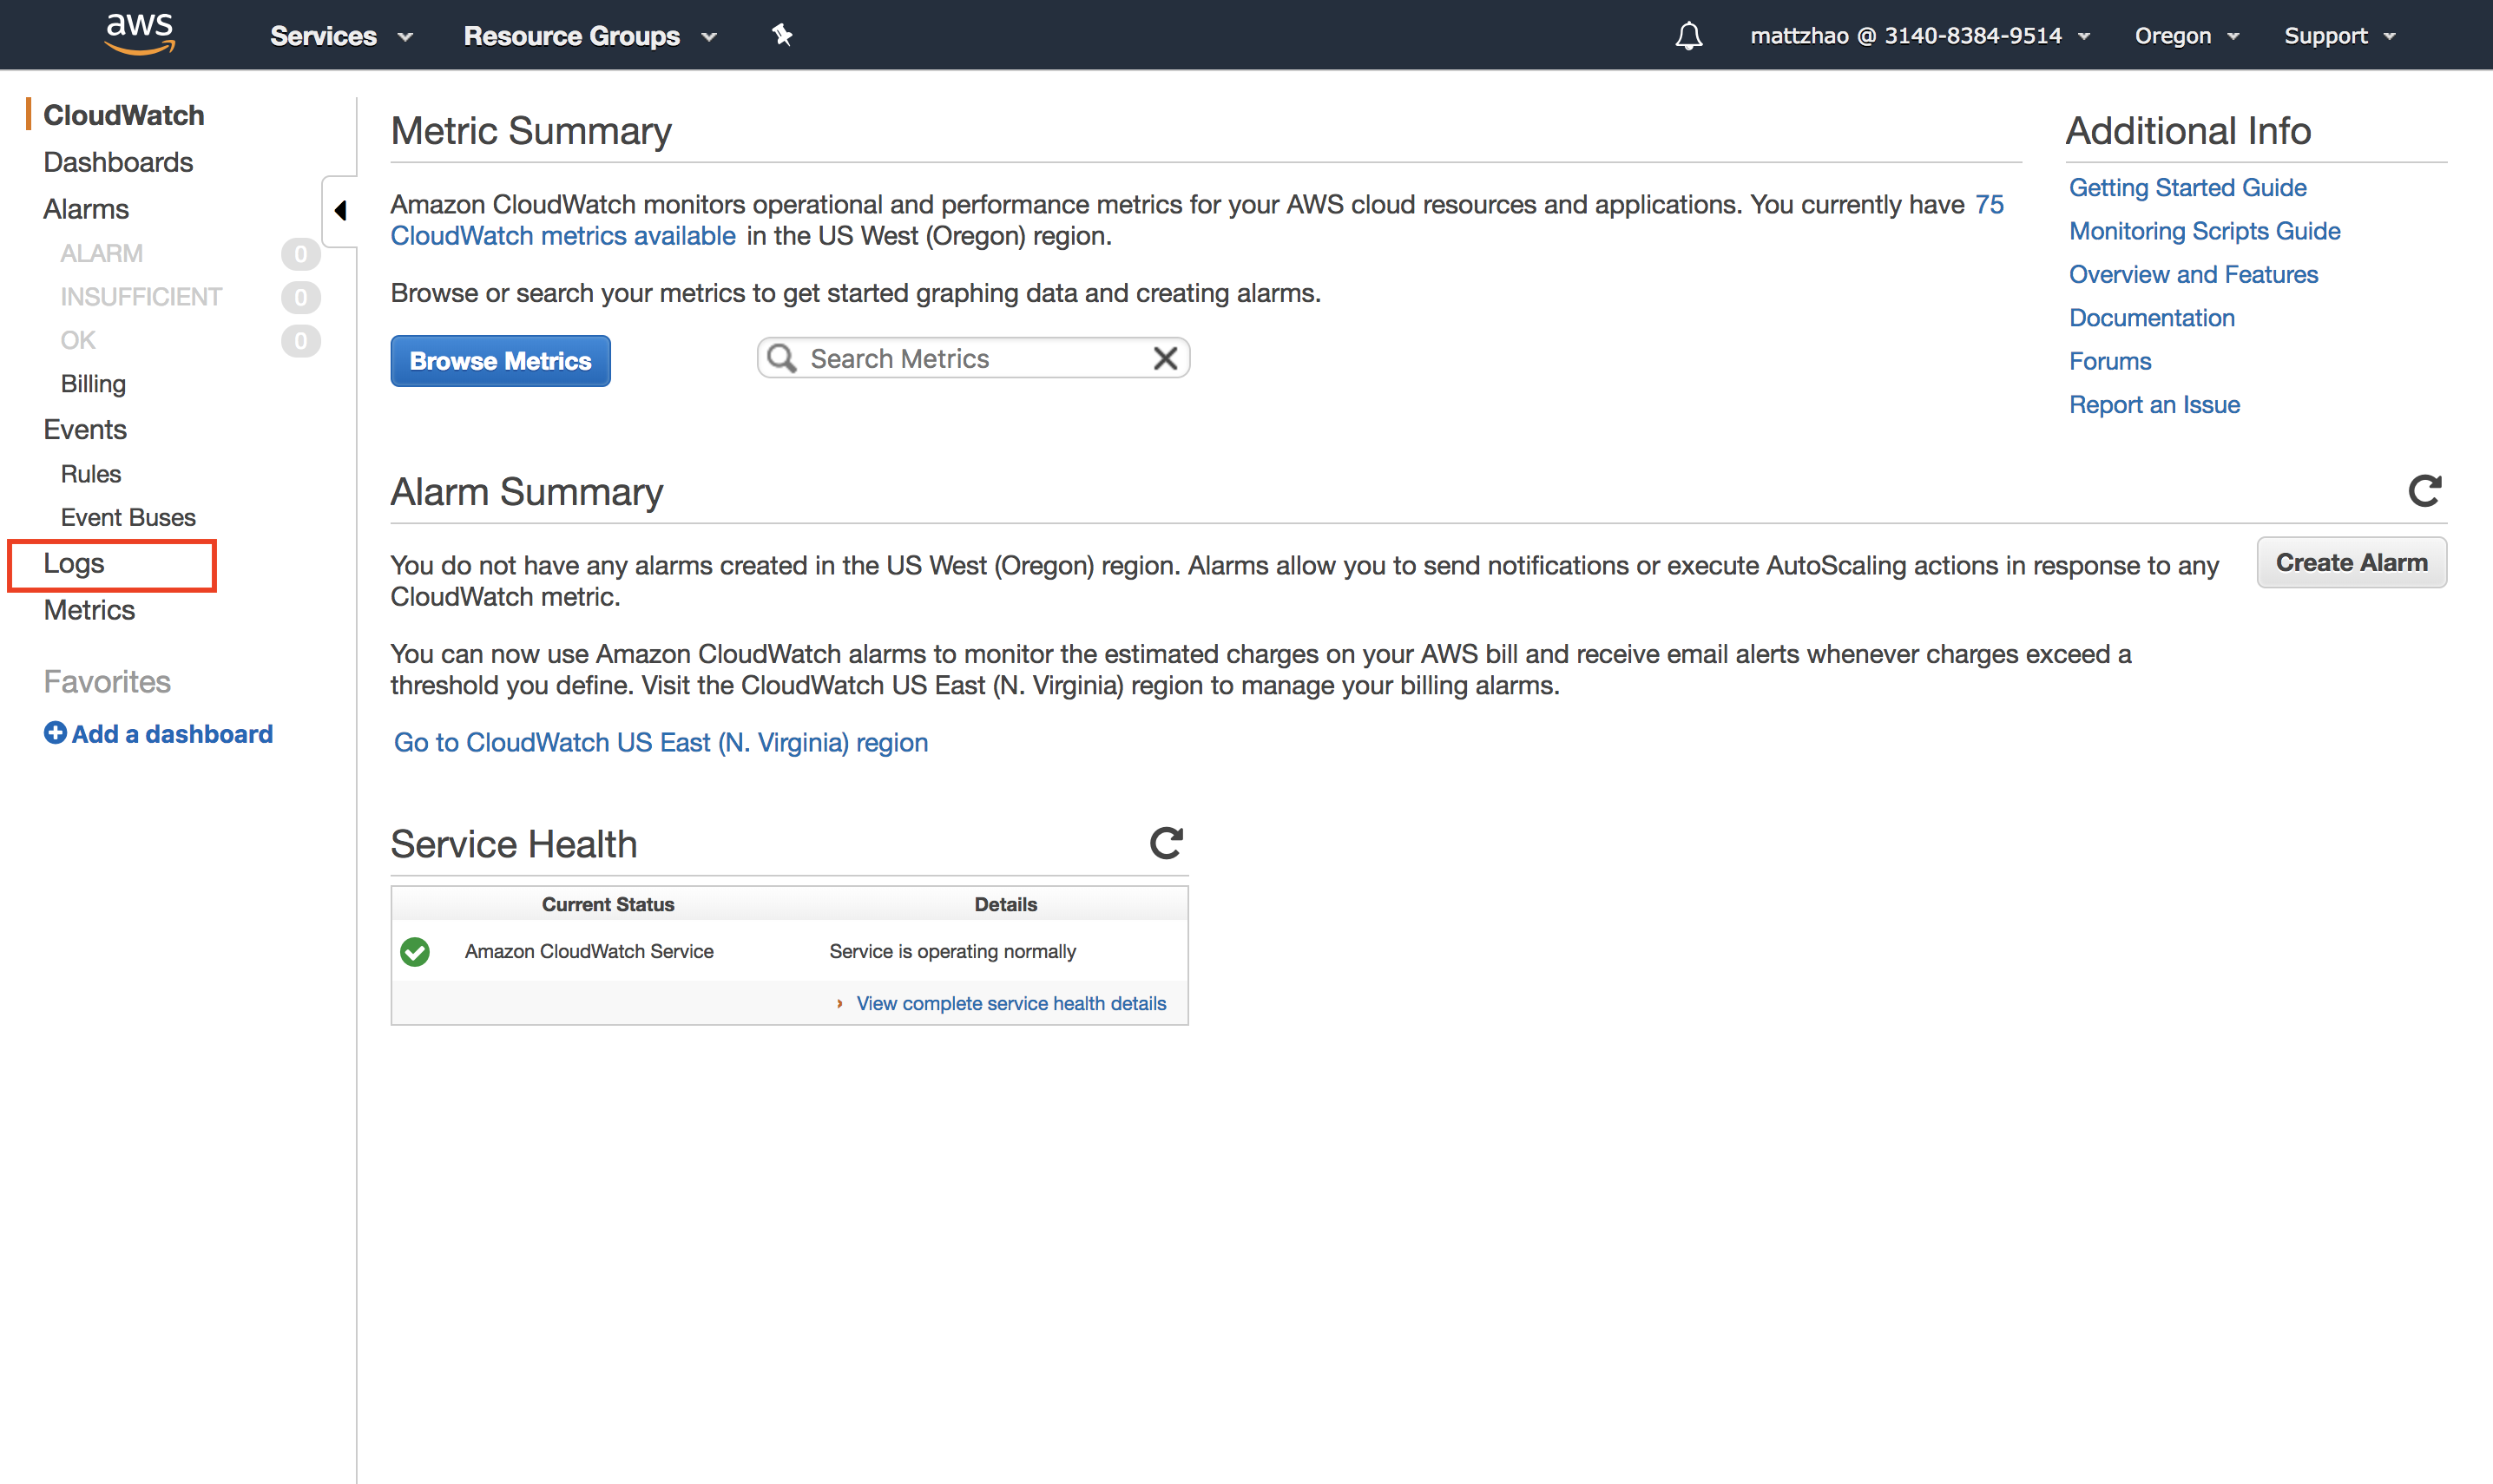 aws
Services
Resource Groups
mattzhao @ 3140-8384-9514
Oregon
Support
CloudWatch
Dashboards
Alarms
ALARM 0
INSUFFICIENT 0
OK 0
Billing
Events
Rules
Event Buses
Logs
Metrics
Favorites
Add a dashboard
Metric Summary
Amazon CloudWatch monitors operational and performance metrics for your AWS cloud resources and applications. You currently have 75
CloudWatch metrics available in the US West (Oregon) region.
Browse or search your metrics to get started graphing data and creating alarms.
Browse Metrics
Search Metrics
Additional Info
Getting Started Guide
Monitoring Scripts Guide
Overview and Features
Documentation
Forums
Report an Issue
Alarm Summary
You do not have any alarms created in the US West (Oregon) region. Alarms allow you to send notifications or execute AutoScaling actions in response to any
CloudWatch metric.
Create Alarm
You can now use Amazon CloudWatch alarms to monitor the estimated charges on your AWS bill and receive email alerts whenever charges exceed a
threshold you define. Visit the CloudWatch US East (N. Virginia) region to manage your billing alarms.
Go to CloudWatch US East (N. Virginia) region
Service Health
Current Status Details
Amazon CloudWatch Service Service is operating normally
View complete service health details